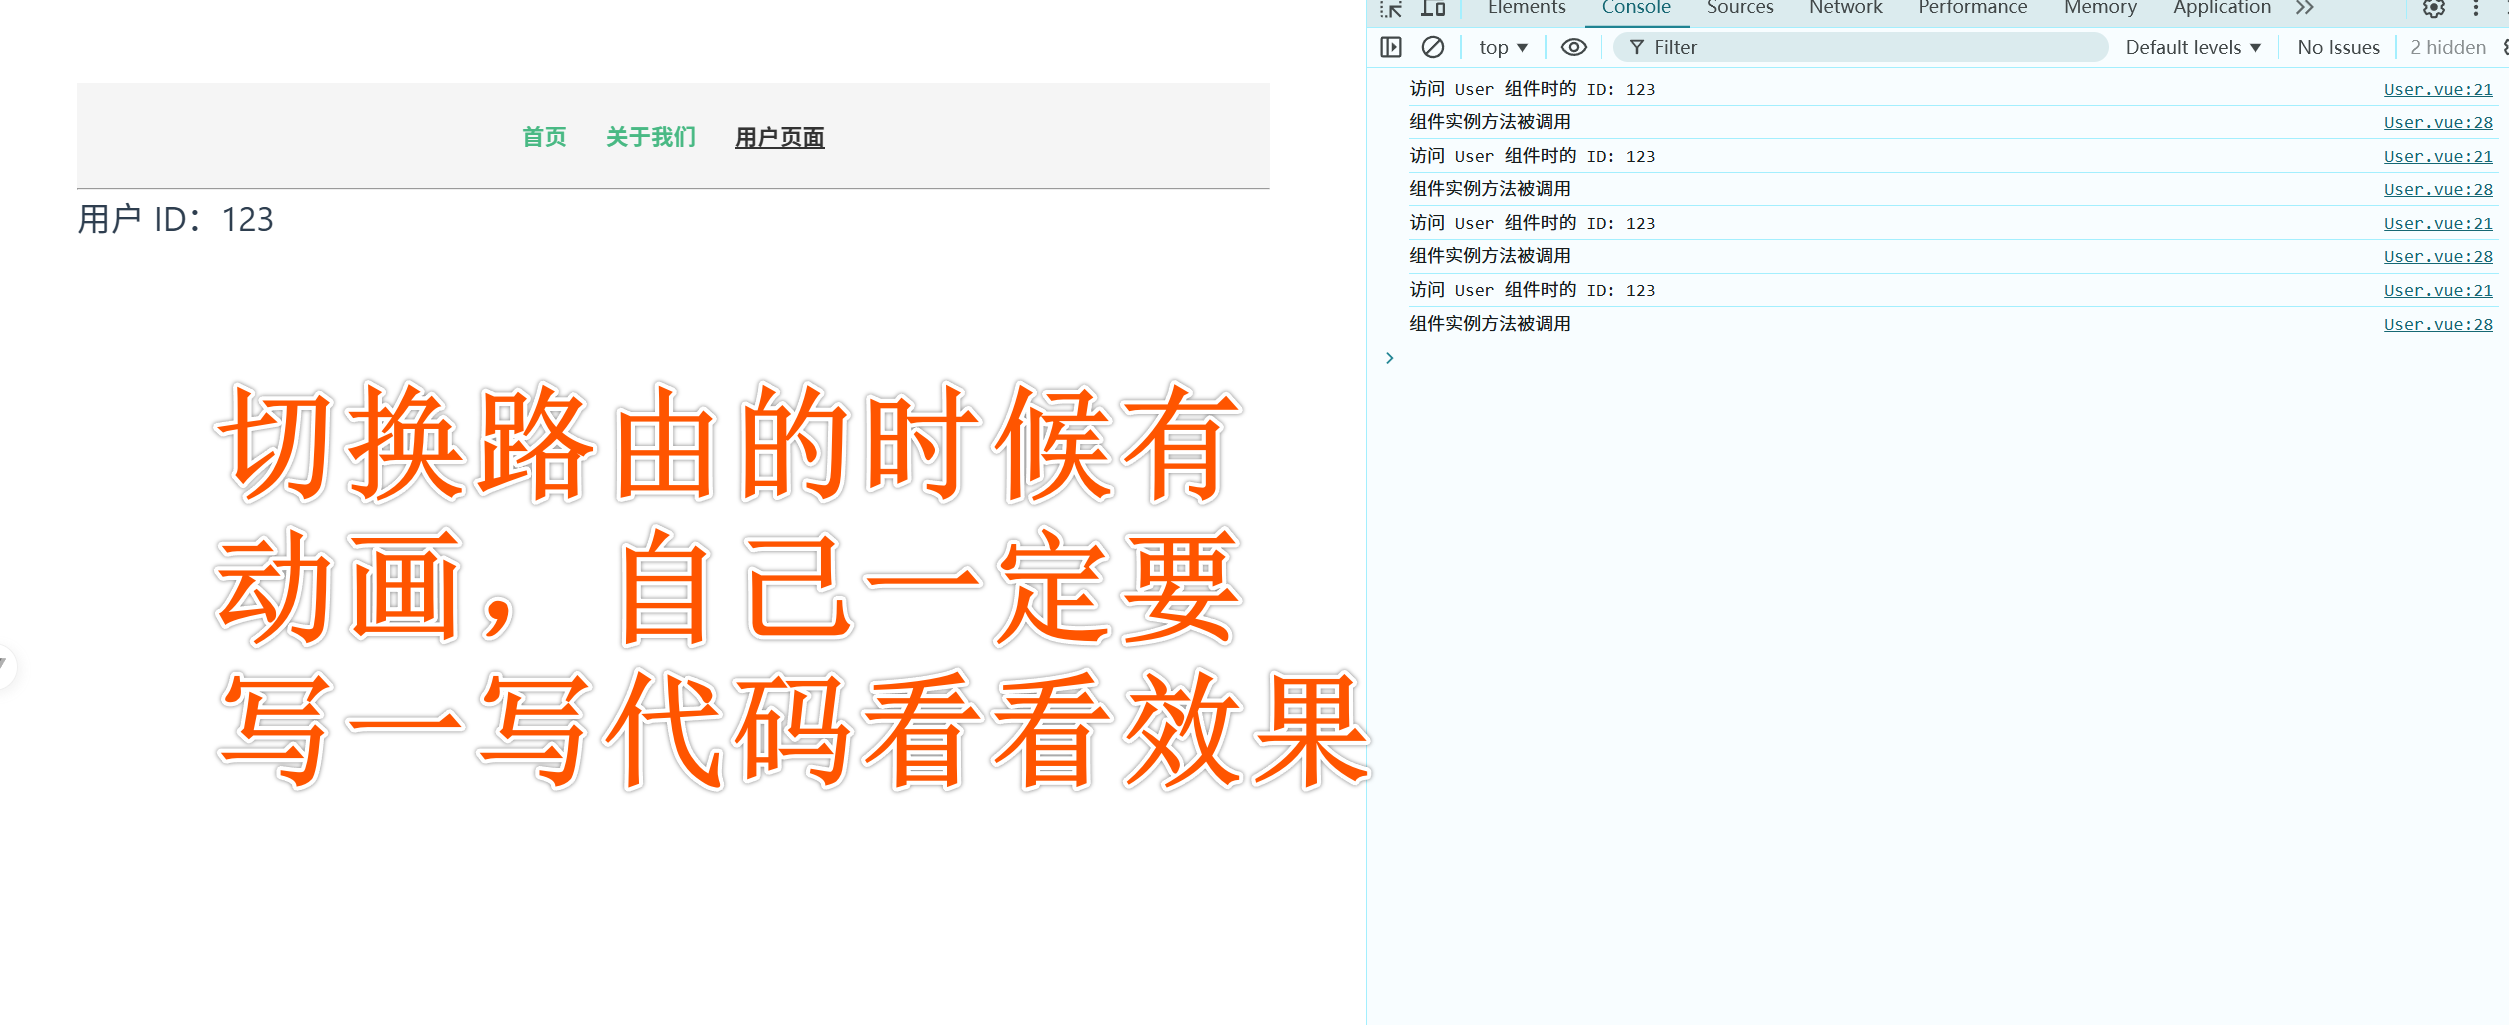 Elements Console Sources Network Performance Memory Application
top Filter Default levels No Issues 2 hidden
首页 关于我们 用户页面
用户 ID：123
访问 User 组件时的 ID: 123 User.vue:21
组件实例方法被调用 User.vue:28
访问 User 组件时的 ID: 123 User.vue:21
组件实例方法被调用 User.vue:28
访问 User 组件时的 ID: 123 User.vue:21
组件实例方法被调用 User.vue:28
访问 User 组件时的 ID: 123 User.vue:21
组件实例方法被调用 User.vue:28
切换路由的时候有
动画，自己一定要
写一写代码看看效果